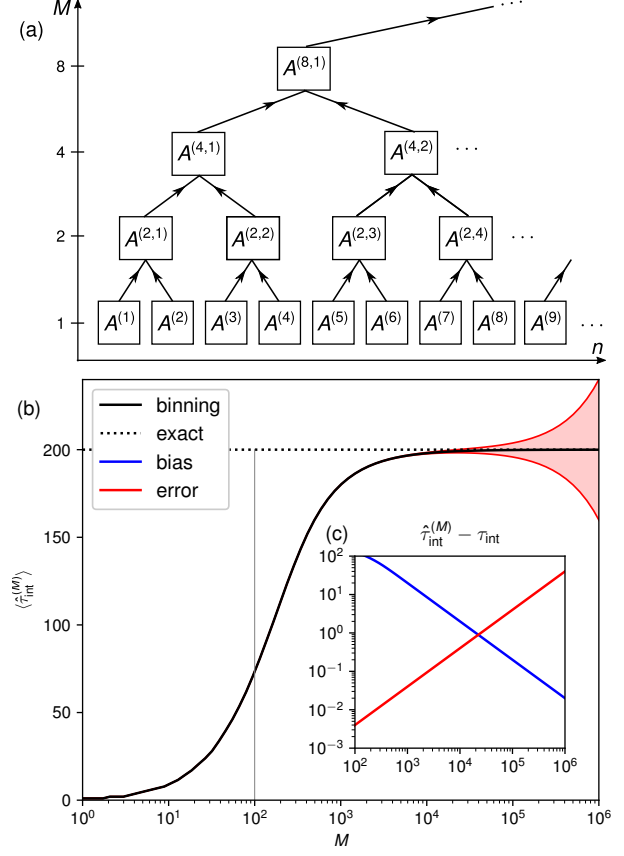 (a)
M
8
4
2
1
A^(8,1)
A^(4,1) A^(4,2) ...
A^(2,1) A^(2,2) A^(2,3) A^(2,4) ...
A^(1) A^(2) A^(3) A^(4) A^(5) A^(6) A^(7) A^(8) A^(9) ...
n
...
(b)
binning
exact
bias
error
⟨τ̂_int^(M)⟩
200
150
100
50
0
10^0 10^1 10^2 10^3 10^4 10^5 10^6
M
(c)
τ̂_int^(M) − τ_int
10^2
10^1
10^0
10^−1
10^−2
10^−3
10^2 10^3 10^4 10^5 10^6